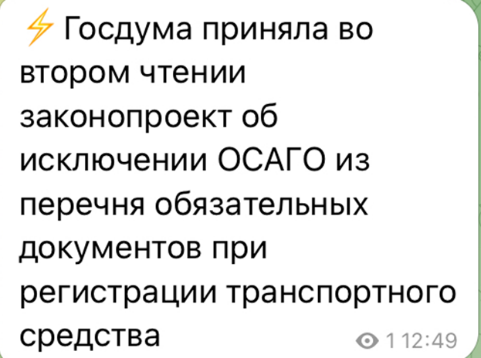 ⚡ Госдума приняла во
втором чтении
законопроект об
исключении ОСАГО из
перечня обязательных
документов при
регистрации транспортного
средства
1 12:49